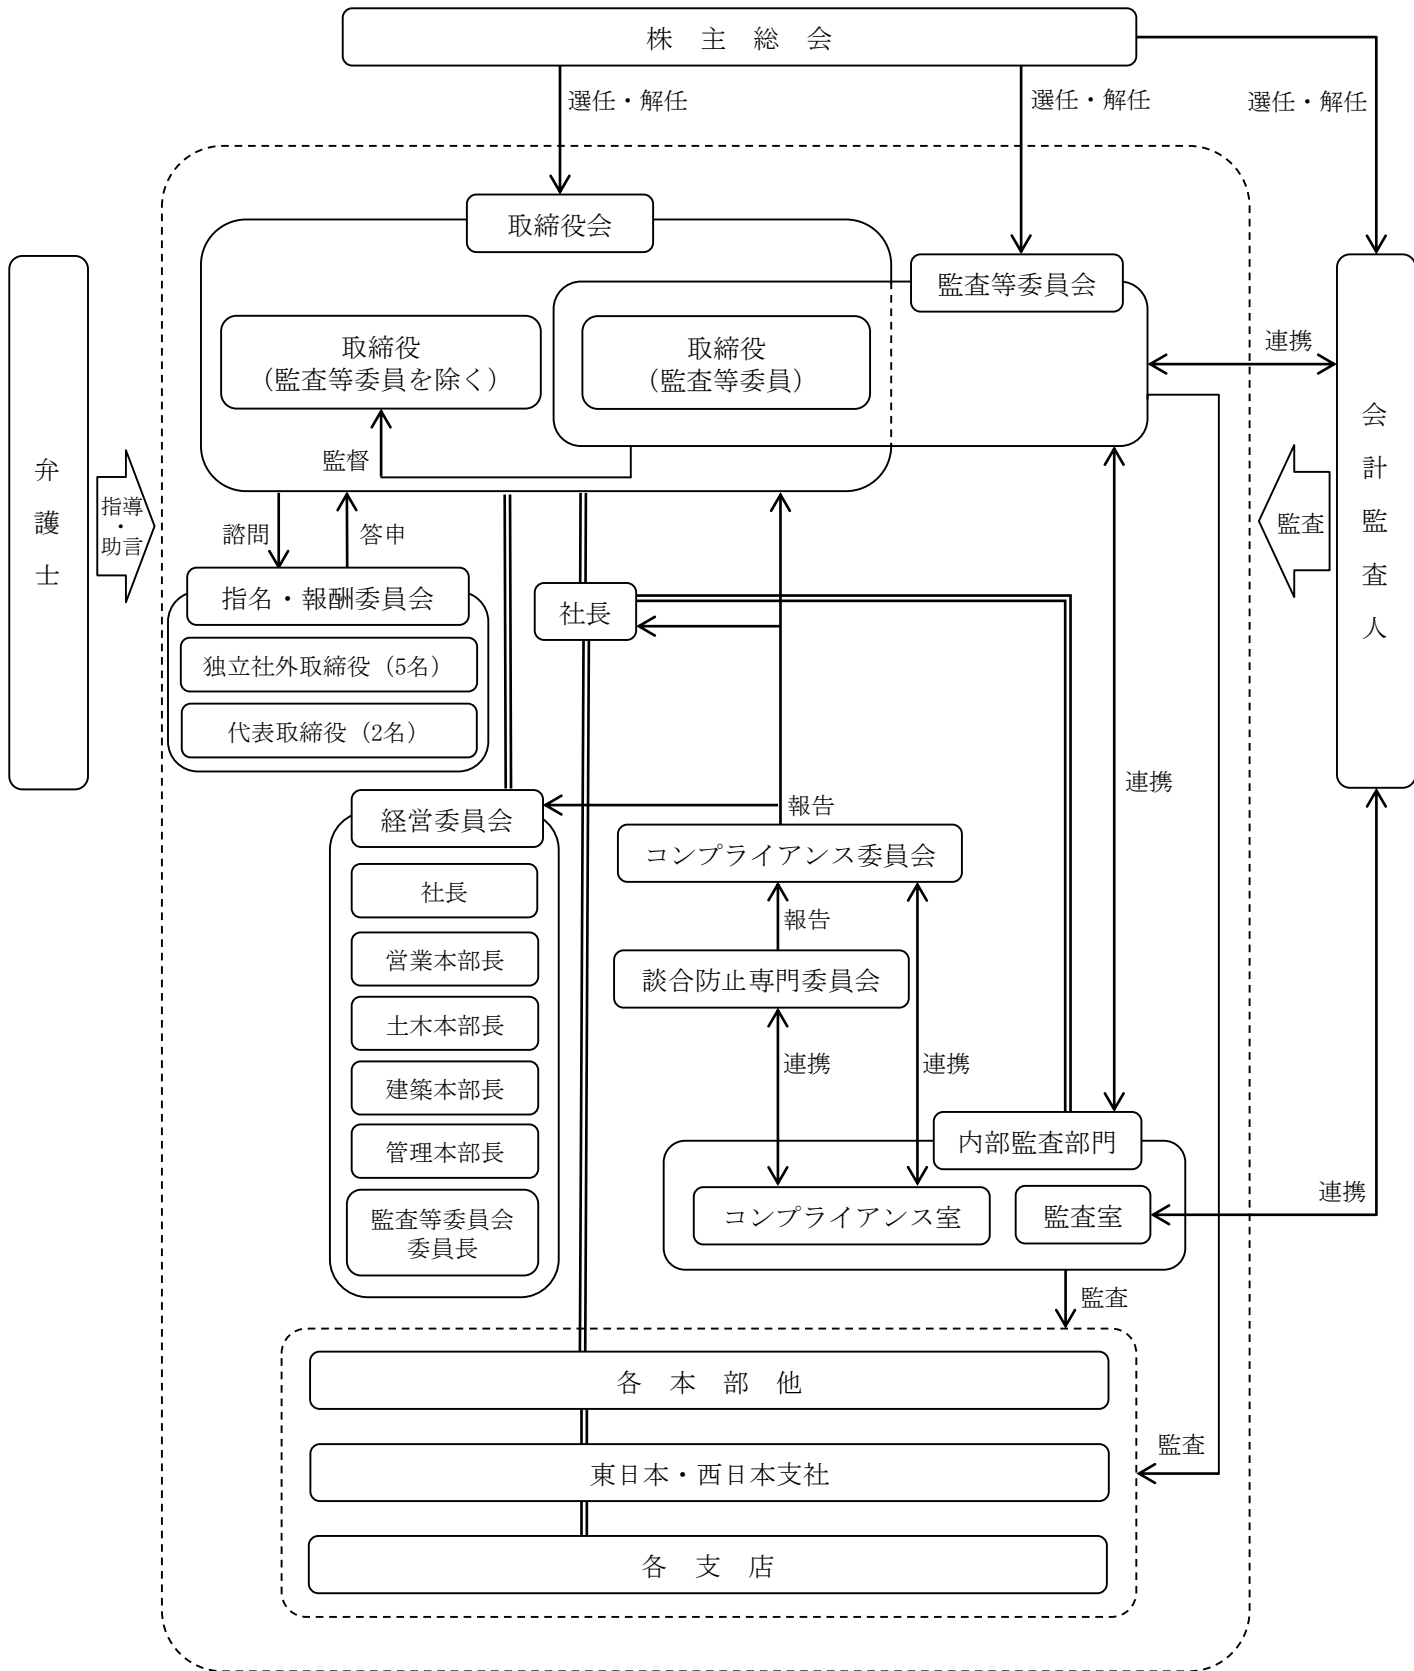 株主総会
選任・解任
選任・解任
選任・解任
取締役会
監査等委員会
取締役
（監査等委員を除く）
取締役
（監査等委員）
連携
監督
弁護士
指導
・
助言
会計監査人
監査
諮問
答申
指名・報酬委員会
独立社外取締役（5名）
代表取締役（2名）
社長
連携
経営委員会
報告
コンプライアンス委員会
社長
報告
営業本部長
談合防止専門委員会
土木本部長
連携
連携
建築本部長
管理本部長
内部監査部門
監査等委員会
委員長
コンプライアンス室
監査室
連携
監査
各本部他
監査
東日本・西日本支社
各支店